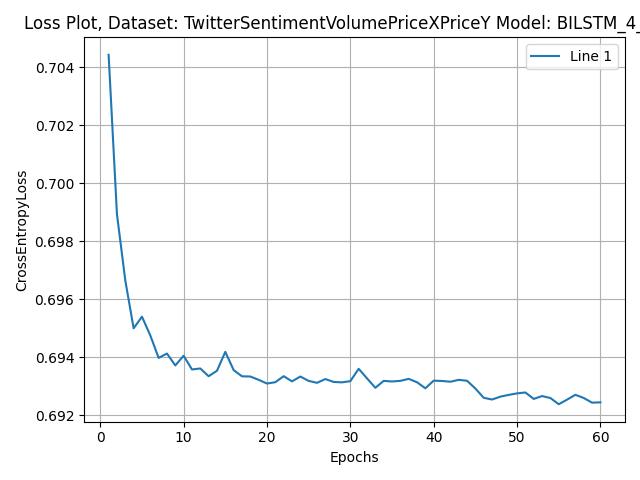 Loss Plot, Dataset: TwitterSentimentVolumePriceXPriceY Model: BILSTM_4_
Line 1
0.704
0.702
0.700
0.698
0.696
0.694
0.692
CrossEntropyLoss
0 10 20 30 40 50 60
Epochs